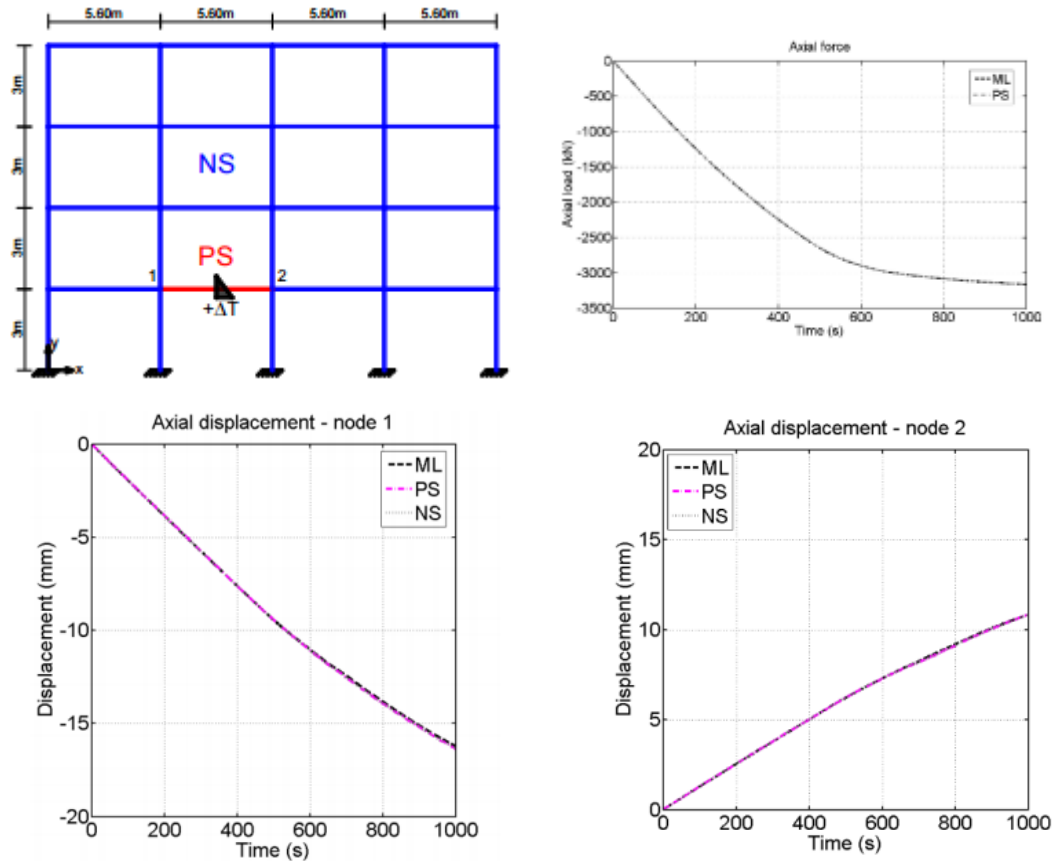 5.60m 5.60m 5.60m 5.60m
3m
3m
3m
3m
NS
PS
1
2
+ΔT
y
x
Axial force
ML
PS
Axial load (kN)
0
-500
-1000
-1500
-2000
-2500
-3000
-3500
0 200 400 600 800 1000
Time (s)
Axial displacement - node 1
ML
PS
NS
Displacement (mm)
0
-5
-10
-15
-20
0 200 400 600 800 1000
Time (s)
Axial displacement - node 2
ML
PS
NS
Displacement (mm)
20
15
10
5
0
0 200 400 600 800 1000
Time (s)